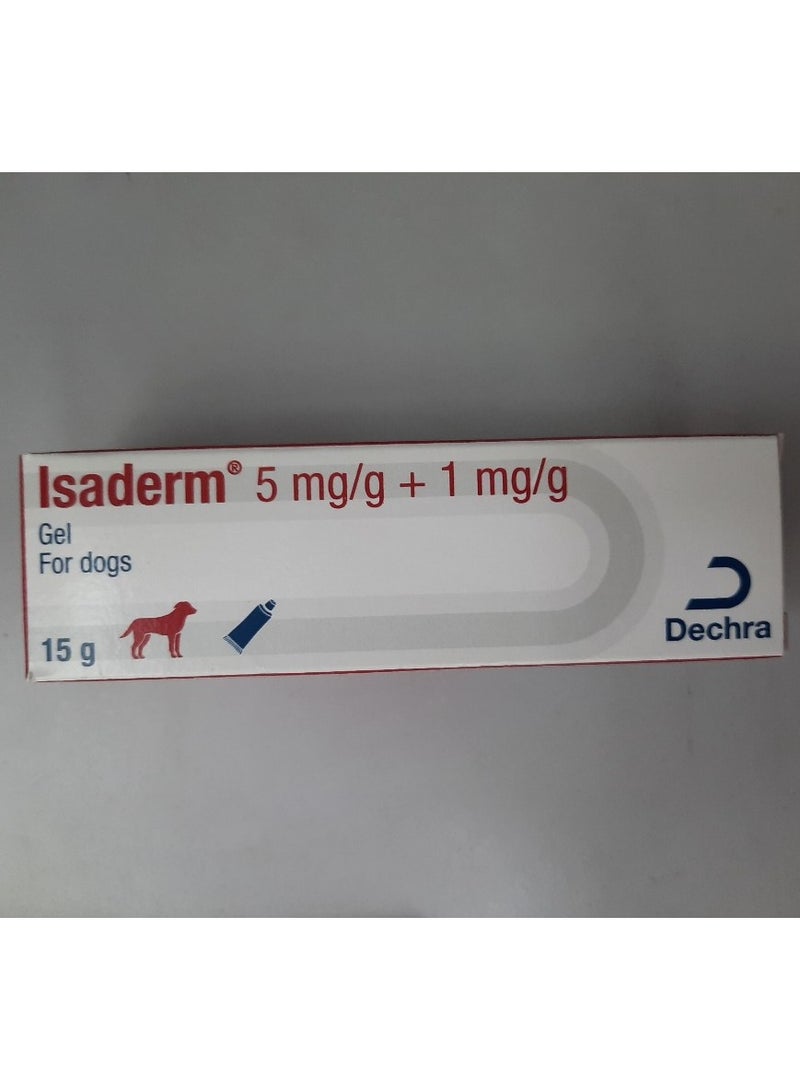 Isaderm® 5 mg/g + 1 mg/g
Gel
For dogs
15 g
Dechra